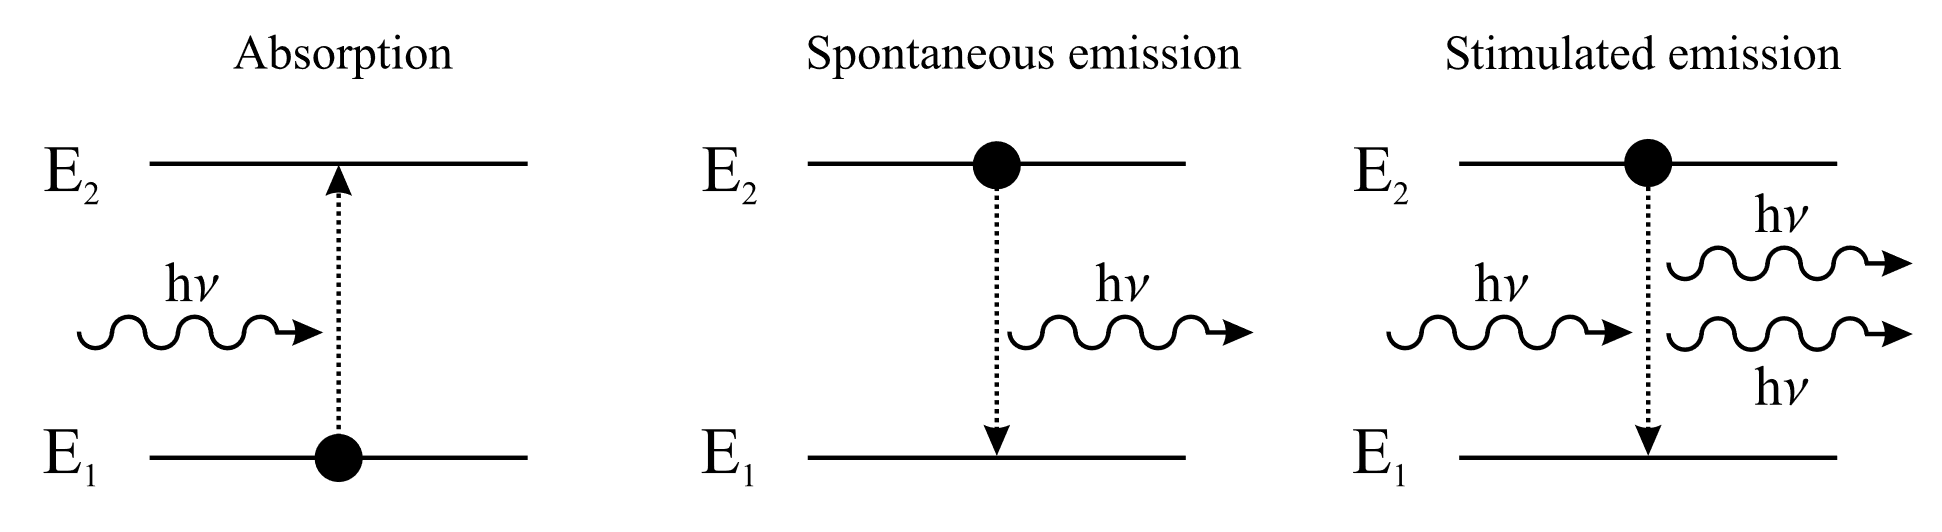 Absorption
E₂
hν
E₁
Spontaneous emission
E₂
hν
E₁
Stimulated emission
E₂
hν
hν
hν
E₁